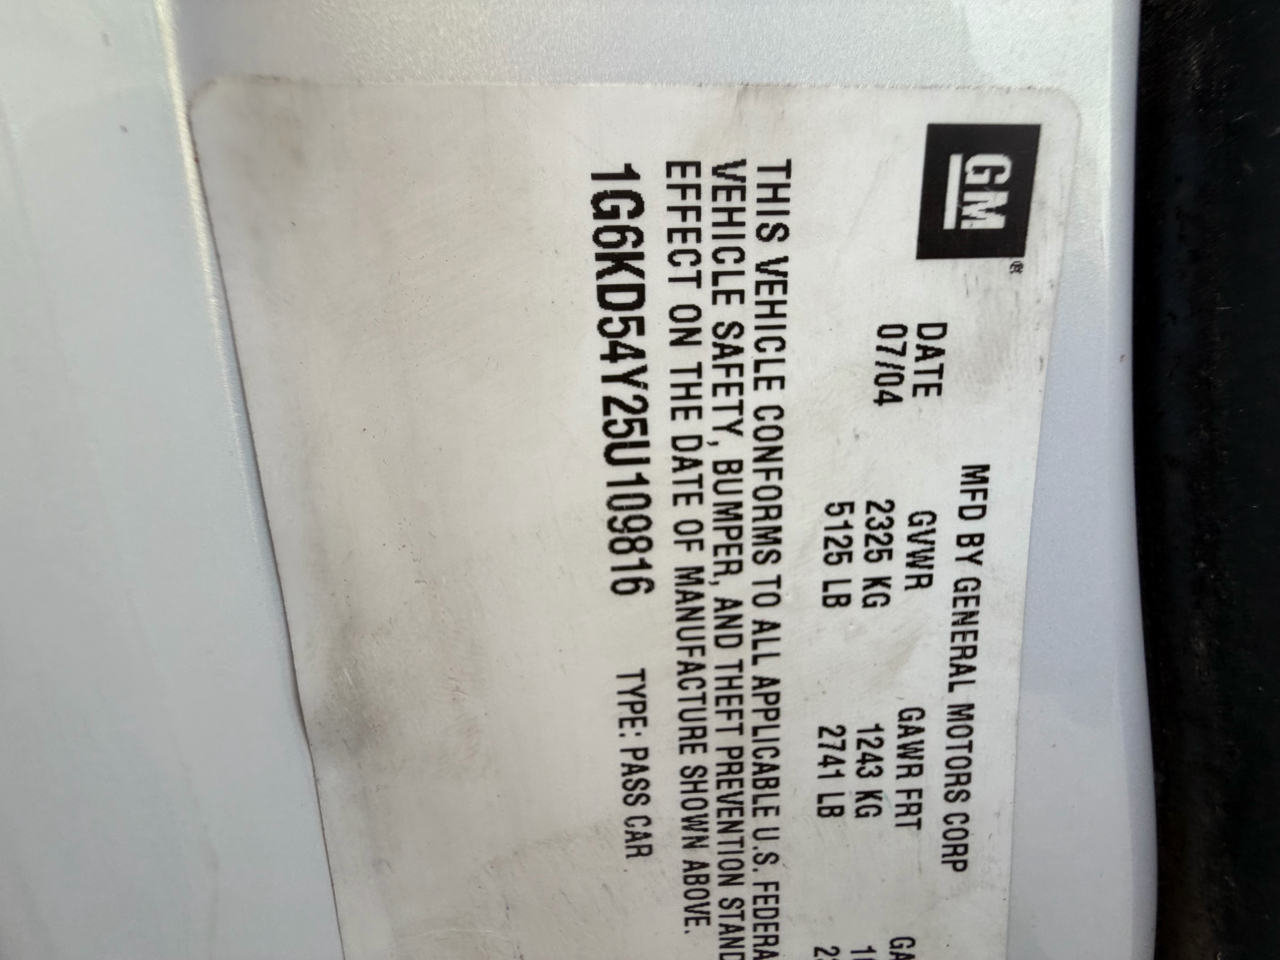 GM®
MFD BY GENERAL MOTORS CORP
DATE GVWR GAWR FRT GA
07/04 2325 KG 1243 KG
5125 LB 2741 LB
THIS VEHICLE CONFORMS TO ALL APPLICABLE U.S. FEDERA
VEHICLE SAFETY, BUMPER, AND THEFT PREVENTION STAND
EFFECT ON THE DATE OF MANUFACTURE SHOWN ABOVE.
1G6KD54Y25U109816 TYPE: PASS CAR